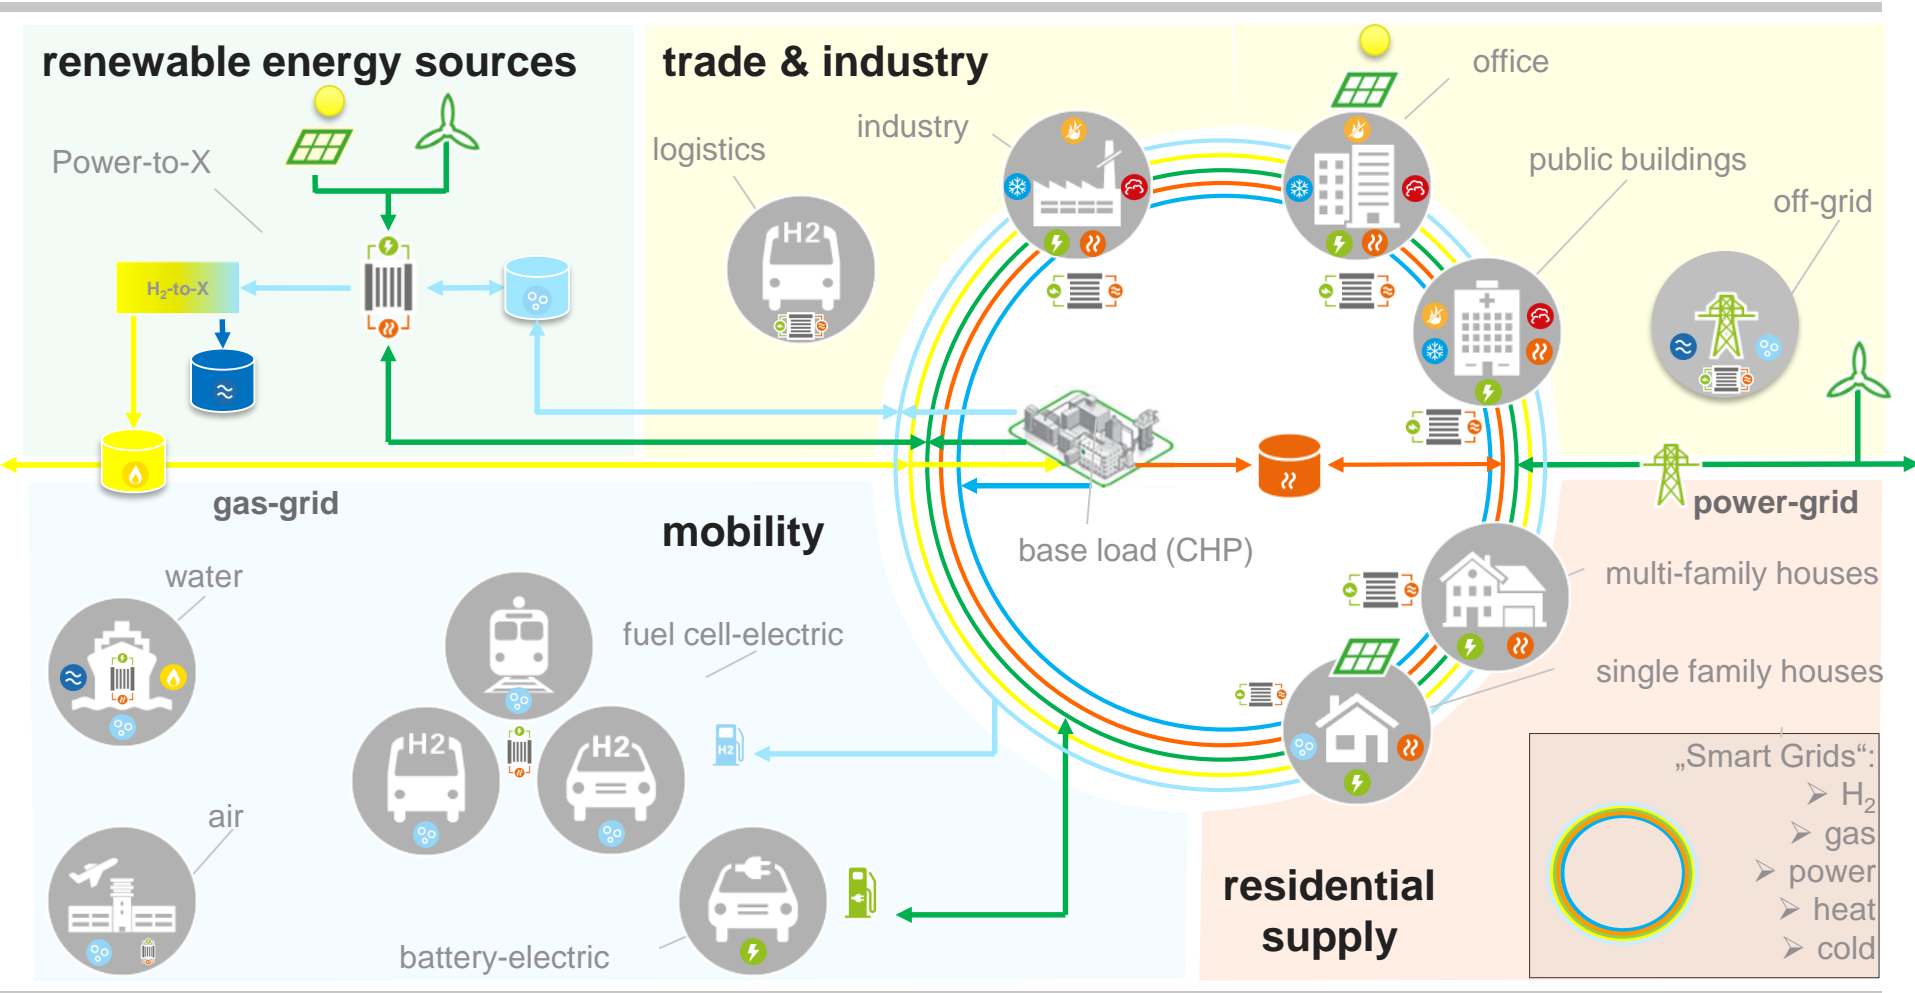 renewable energy sources
trade & industry
office
industry
logistics
Power-to-X
public buildings
off-grid
H2
H₂-to-X
gas-grid
power-grid
mobility
base load (CHP)
water
multi-family houses
fuel cell-electric
single family houses
H2
H2
H2
„Smart Grids“:
➢ H₂
➢ gas
➢ power
➢ heat
➢ cold
air
residential
supply
battery-electric